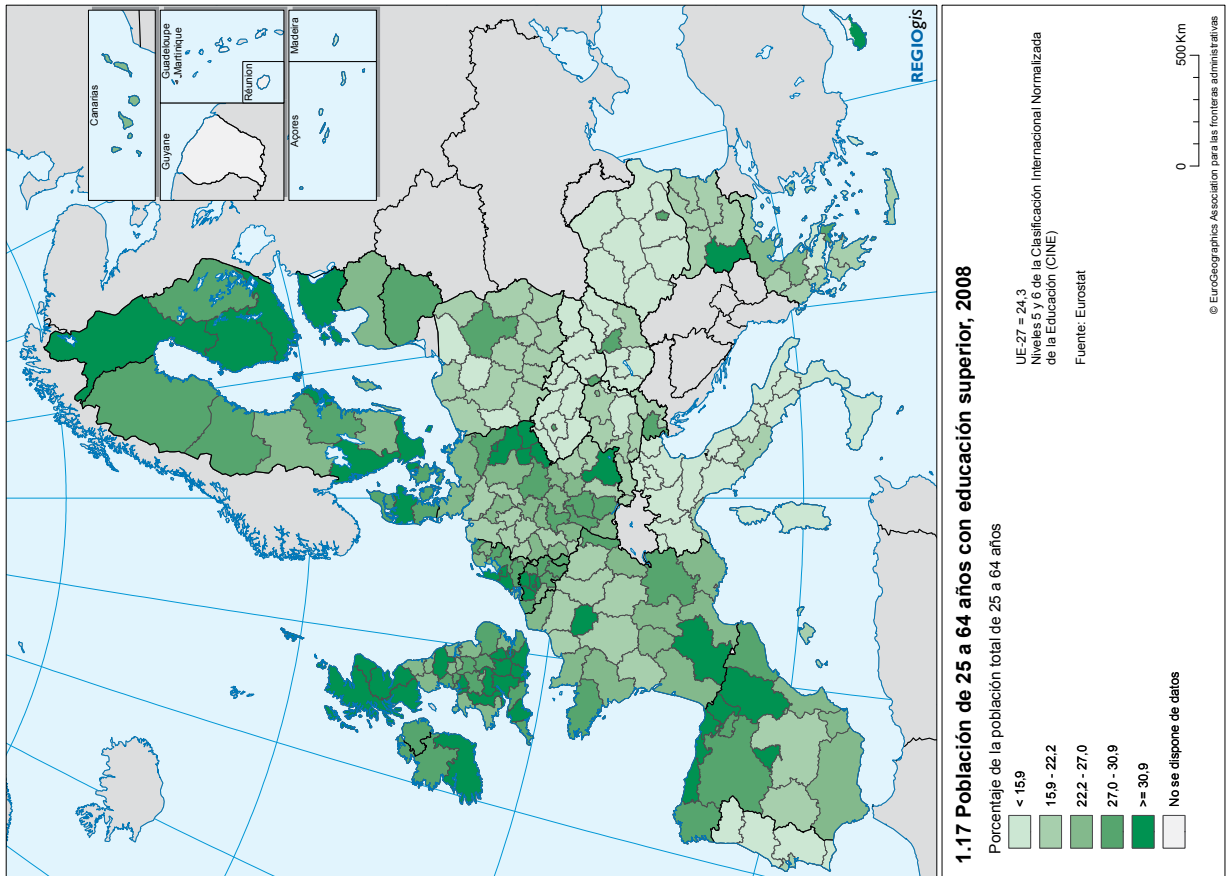 Canarias
Guyane
Guadeloupe
Martinique
Réunion
Açores
Madeira
REGIOgis
1.17 Población de 25 a 64 años con educación superior, 2008
Porcentaje de la población total de 25 a 64 años
< 15,9
15,9 - 22,2
22,2 - 27,0
27,0 - 30,9
>= 30,9
No se dispone de datos
UE-27 = 24,3
Niveles 5 y 6 de la Clasificación Internacional Normalizada
de la Educación (CINE)
Fuente: Eurostat
0 500 Km
© EuroGeographics Association para las fronteras administrativas